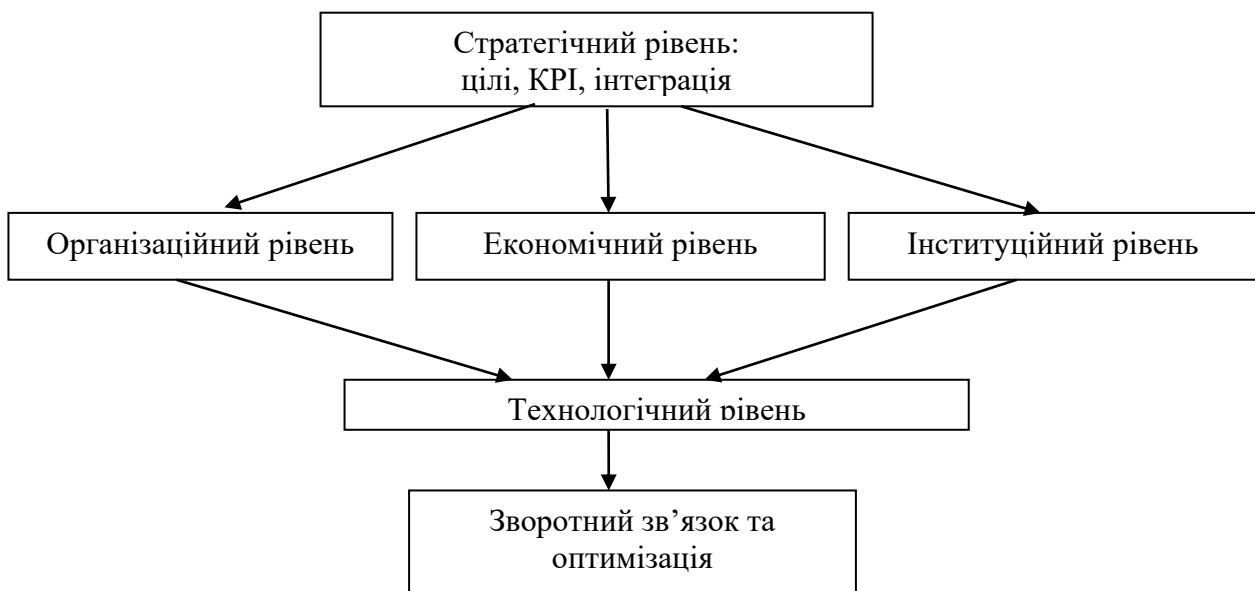 Стратегічний рівень:
цілі, КРІ, інтеграція
Організаційний рівень
Економічний рівень
Інституційний рівень
Технологічний рівень
Зворотний зв’язок та
оптимізація